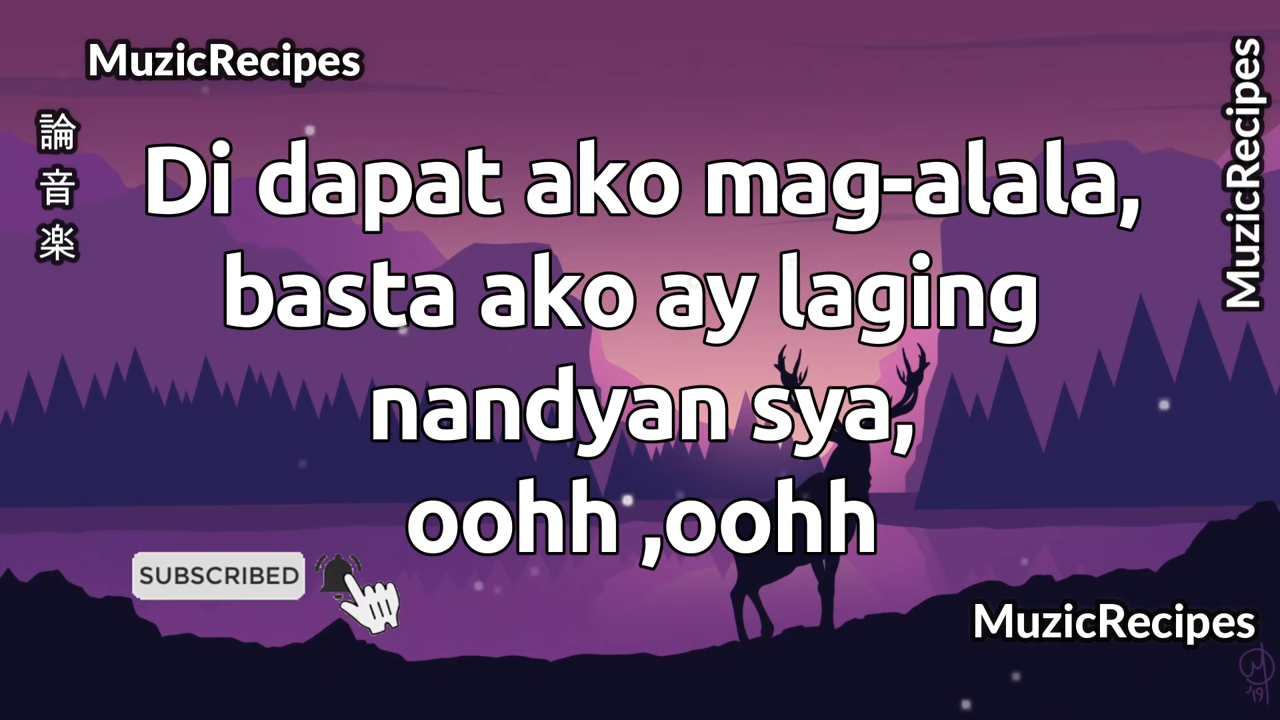 MuzicRecipes
MuzicRecipes
論
音
楽
Di dapat ako mag-alala,
basta ako ay laging
nandyan sya,
oohh ,oohh
SUBSCRIBED
MuzicRecipes